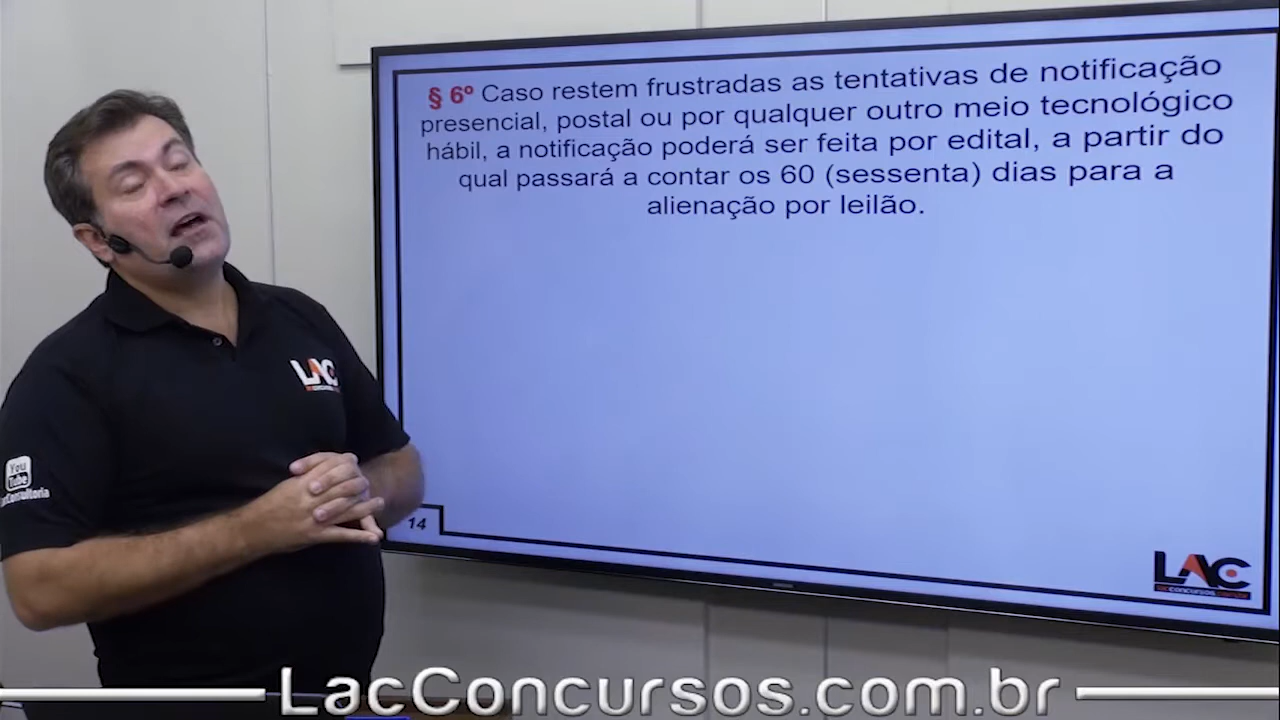 § 6º Caso restem frustradas as tentativas de notificação
presencial, postal ou por qualquer outro meio tecnológico
hábil, a notificação poderá ser feita por edital, a partir do
qual passará a contar os 60 (sessenta) dias para a
alienação por leilão.
LAC
You
Tube
14
LAC
LacConcursos.com.br